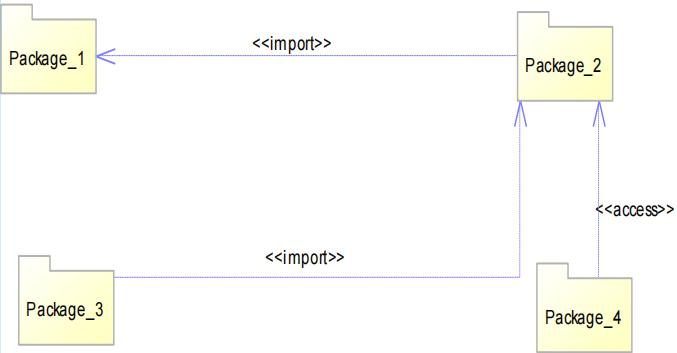 <<import>>
Package_1
Package_2
<<access>>
<<import>>
Package_3
Package_4